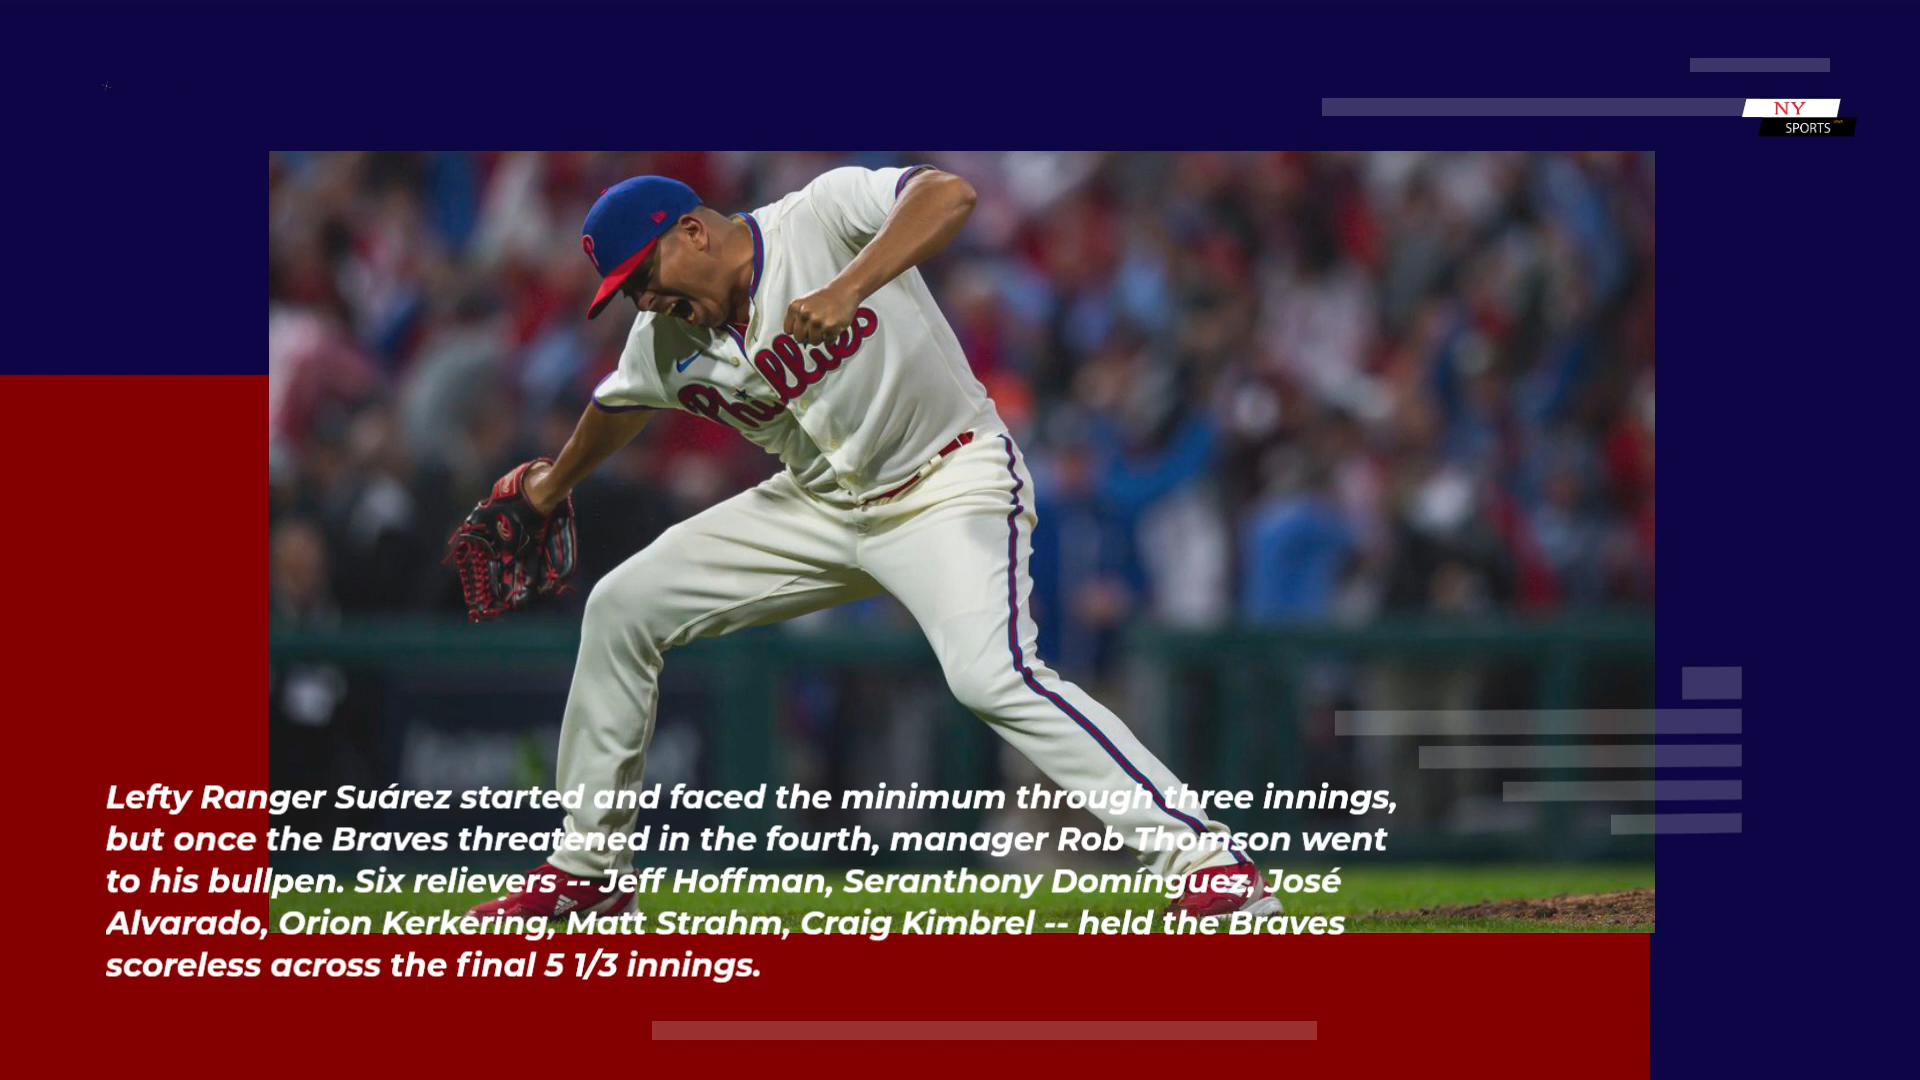 NY
SPORTS
Phillies
Lefty Ranger Suárez started and faced the minimum through three innings,
but once the Braves threatened in the fourth, manager Rob Thomson went
to his bullpen. Six relievers -- Jeff Hoffman, Seranthony Domínguez, José
Alvarado, Orion Kerkering, Matt Strahm, Craig Kimbrel -- held the Braves
scoreless across the final 5 1/3 innings.